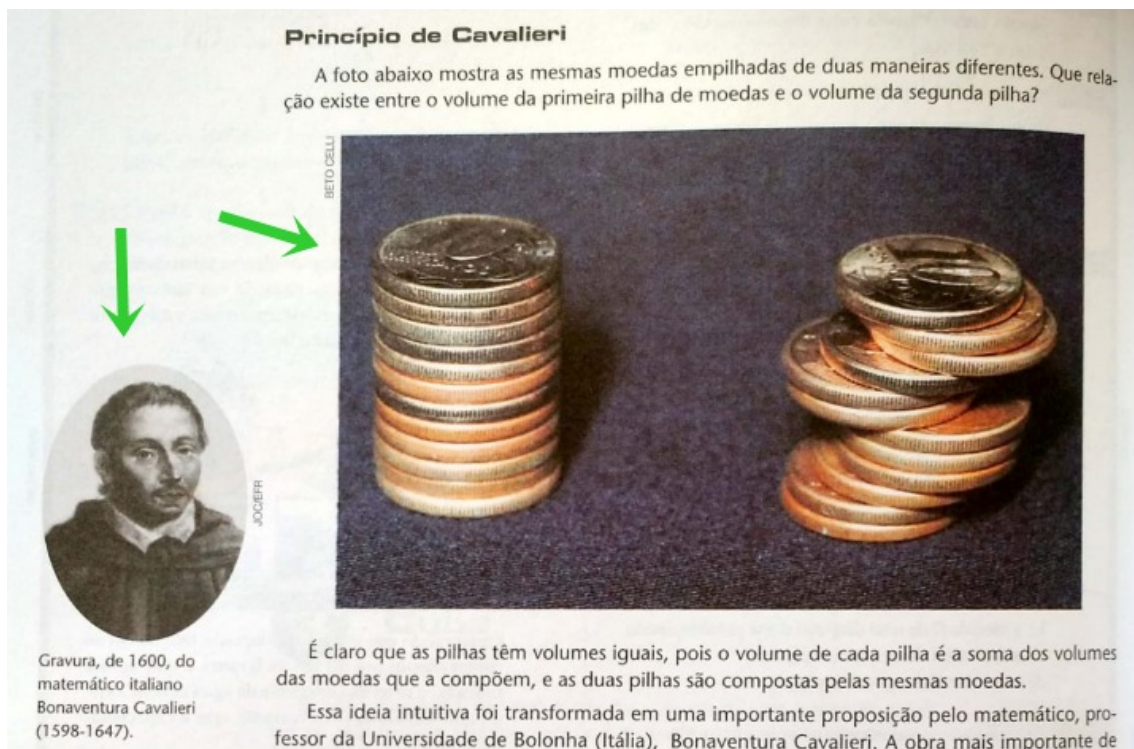 Princípio de Cavalieri
A foto abaixo mostra as mesmas moedas empilhadas de duas maneiras diferentes. Que rela-
ção existe entre o volume da primeira pilha de moedas e o volume da segunda pilha?
BETO CELLI
JOC/EFR
Gravura, de 1600, do
matemático italiano
Bonaventura Cavalieri
(1598-1647).
É claro que as pilhas têm volumes iguais, pois o volume de cada pilha é a soma dos volumes
das moedas que a compõem, e as duas pilhas são compostas pelas mesmas moedas.
Essa ideia intuitiva foi transformada em uma importante proposição pelo matemático, pro-
fessor da Universidade de Bolonha (Itália), Bonaventura Cavalieri. A obra mais importante de